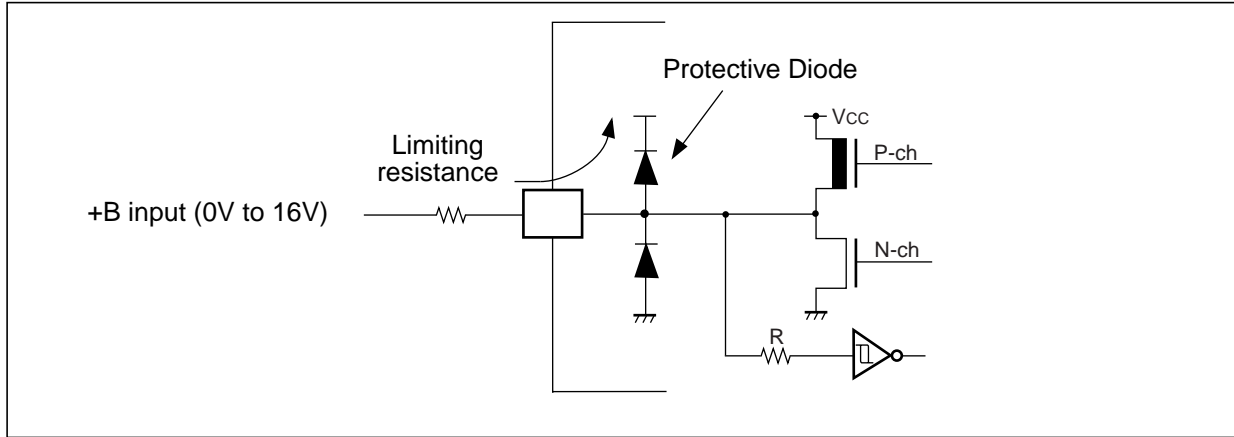 Protective Diode
VCC
Limiting
resistance
P-ch
+B input (0V to 16V)
N-ch
R